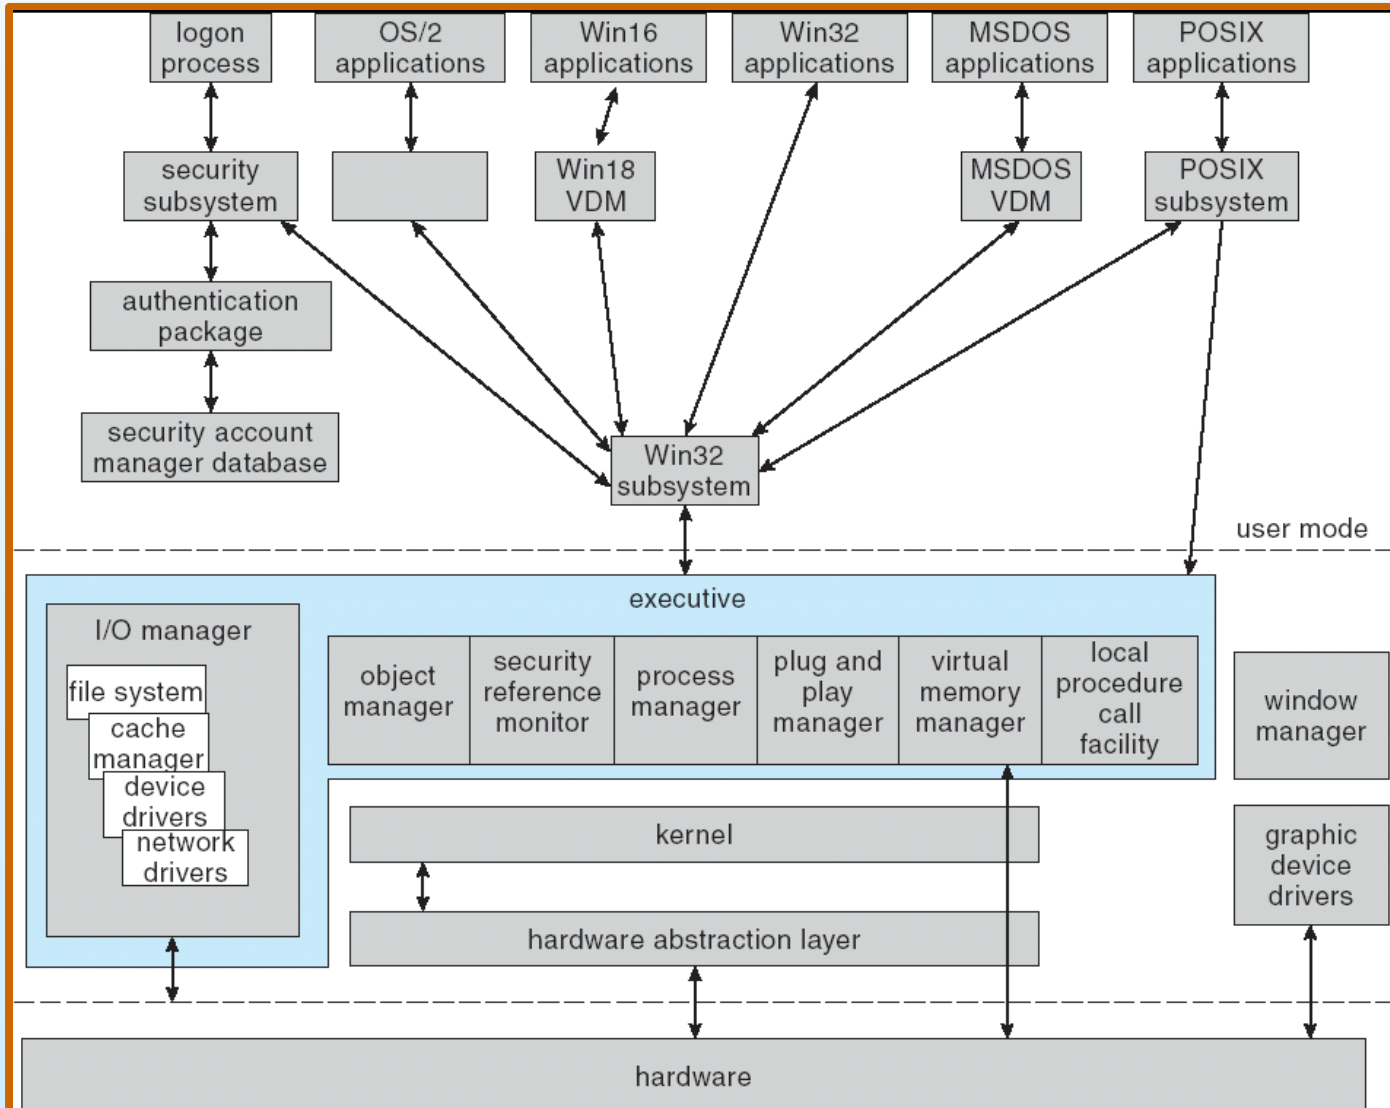 logon
process
OS/2
applications
Win16
applications
Win32
applications
MSDOS
applications
POSIX
applications
security
subsystem
Win18
VDM
MSDOS
VDM
POSIX
subsystem
authentication
package
security account
manager database
Win32
subsystem
user mode
executive
I/O manager
file system
cache
manager
device
drivers
network
drivers
object
manager
security
reference
monitor
process
manager
plug and
play
manager
virtual
memory
manager
local
procedure
call
facility
window
manager
kernel
graphic
device
drivers
hardware abstraction layer
hardware